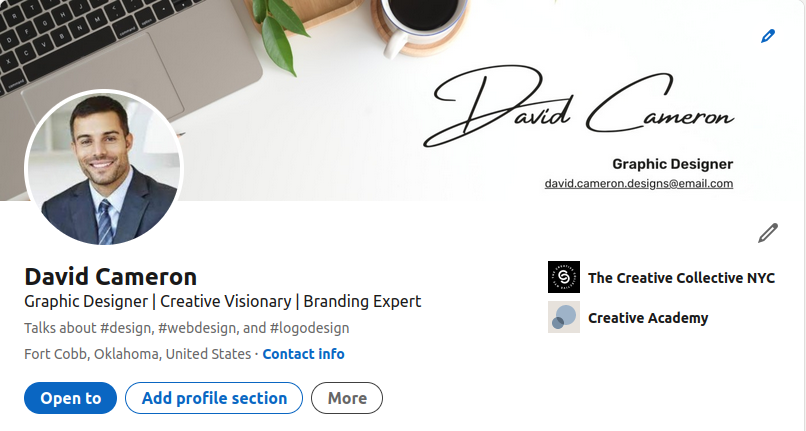 David Cameron
Graphic Designer
david.cameron.designs@email.com
David Cameron
Graphic Designer | Creative Visionary | Branding Expert
Talks about #design, #webdesign, and #logodesign
Fort Cobb, Oklahoma, United States · Contact info
Open to
Add profile section
More
The Creative Collective NYC
Creative Academy